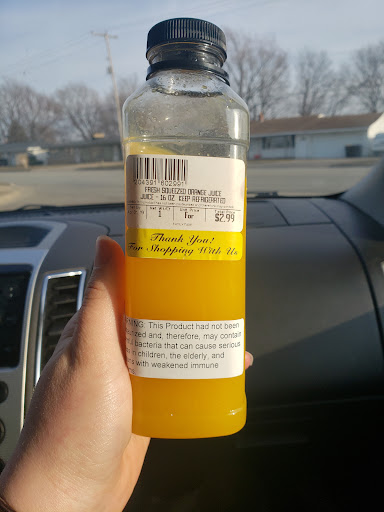 FRESH SQUEEZED ORANGE JUICE
JUICE - 16 OZ. KEEP REFRIGERATED
1 For $2.99
Thank You!
For Shopping With Us
NING: This Product had not been
eurized and, therefore, may contain
bacteria that can cause serious
in children, the elderly, and
with weakened immune